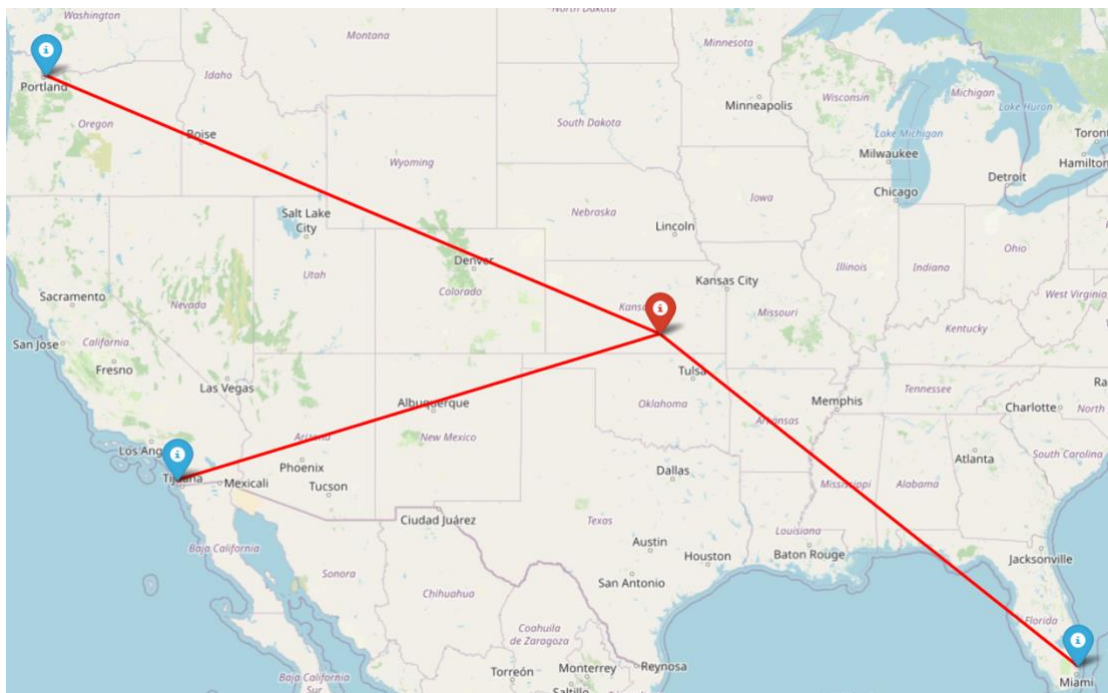 North Dakota
Washington
Montana
Minnesota
Portland
Idaho
Minneapolis
Wisconsin
Michigan
Lake Huron
Oregon
Boise
South Dakota
Lake Michigan
Toronto
Wyoming
Milwaukee
Hamilton
Detroit
Chicago
Iowa
Salt Lake
City
Nebraska
Lincoln
Ohio
Utah
Denver
Illinois
Indiana
Kansas City
Colorado
Sacramento
Nevada
Missouri
West Virginia
San Jose
California
Kentucky
Fresno
Tulsa
Las Vegas
Tennessee
Albuquerque
Oklahoma
Memphis
Charlotte
North
Arkansas
Arizona
New Mexico
Los Ang
South Carolina
Phoenix
Atlanta
Dallas
Tijuana
Mexicali
Tucson
Mississippi
Alabama
Ciudad Juárez
Texas
Louisiana
Austin
Houston
Baton Rouge
Jacksonville
Baja California
Sonora
San Antonio
Chihuahua
Florida
Coahuila
de Zaragoza
Torreón
Monterrey
Reynosa
Baja California
Sur
Saltillo
Miami